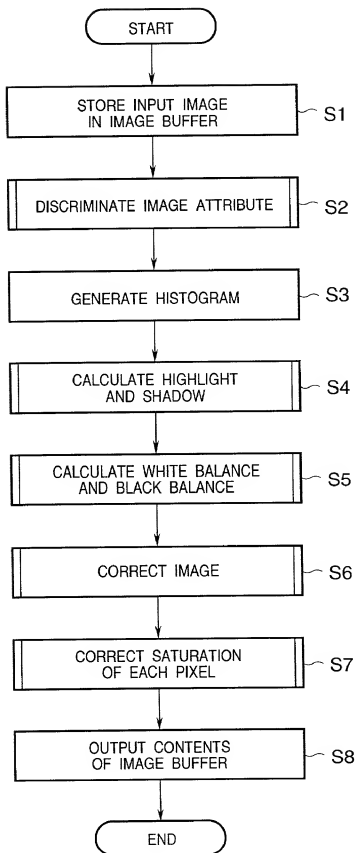 START
STORE INPUT IMAGE
IN IMAGE BUFFER
S1
DISCRIMINATE IMAGE ATTRIBUTE
S2
GENERATE HISTOGRAM
S3
CALCULATE HIGHLIGHT
AND SHADOW
S4
CALCULATE WHITE BALANCE
AND BLACK BALANCE
S5
CORRECT IMAGE
S6
CORRECT SATURATION
OF EACH PIXEL
S7
OUTPUT CONTENTS
OF IMAGE BUFFER
S8
END